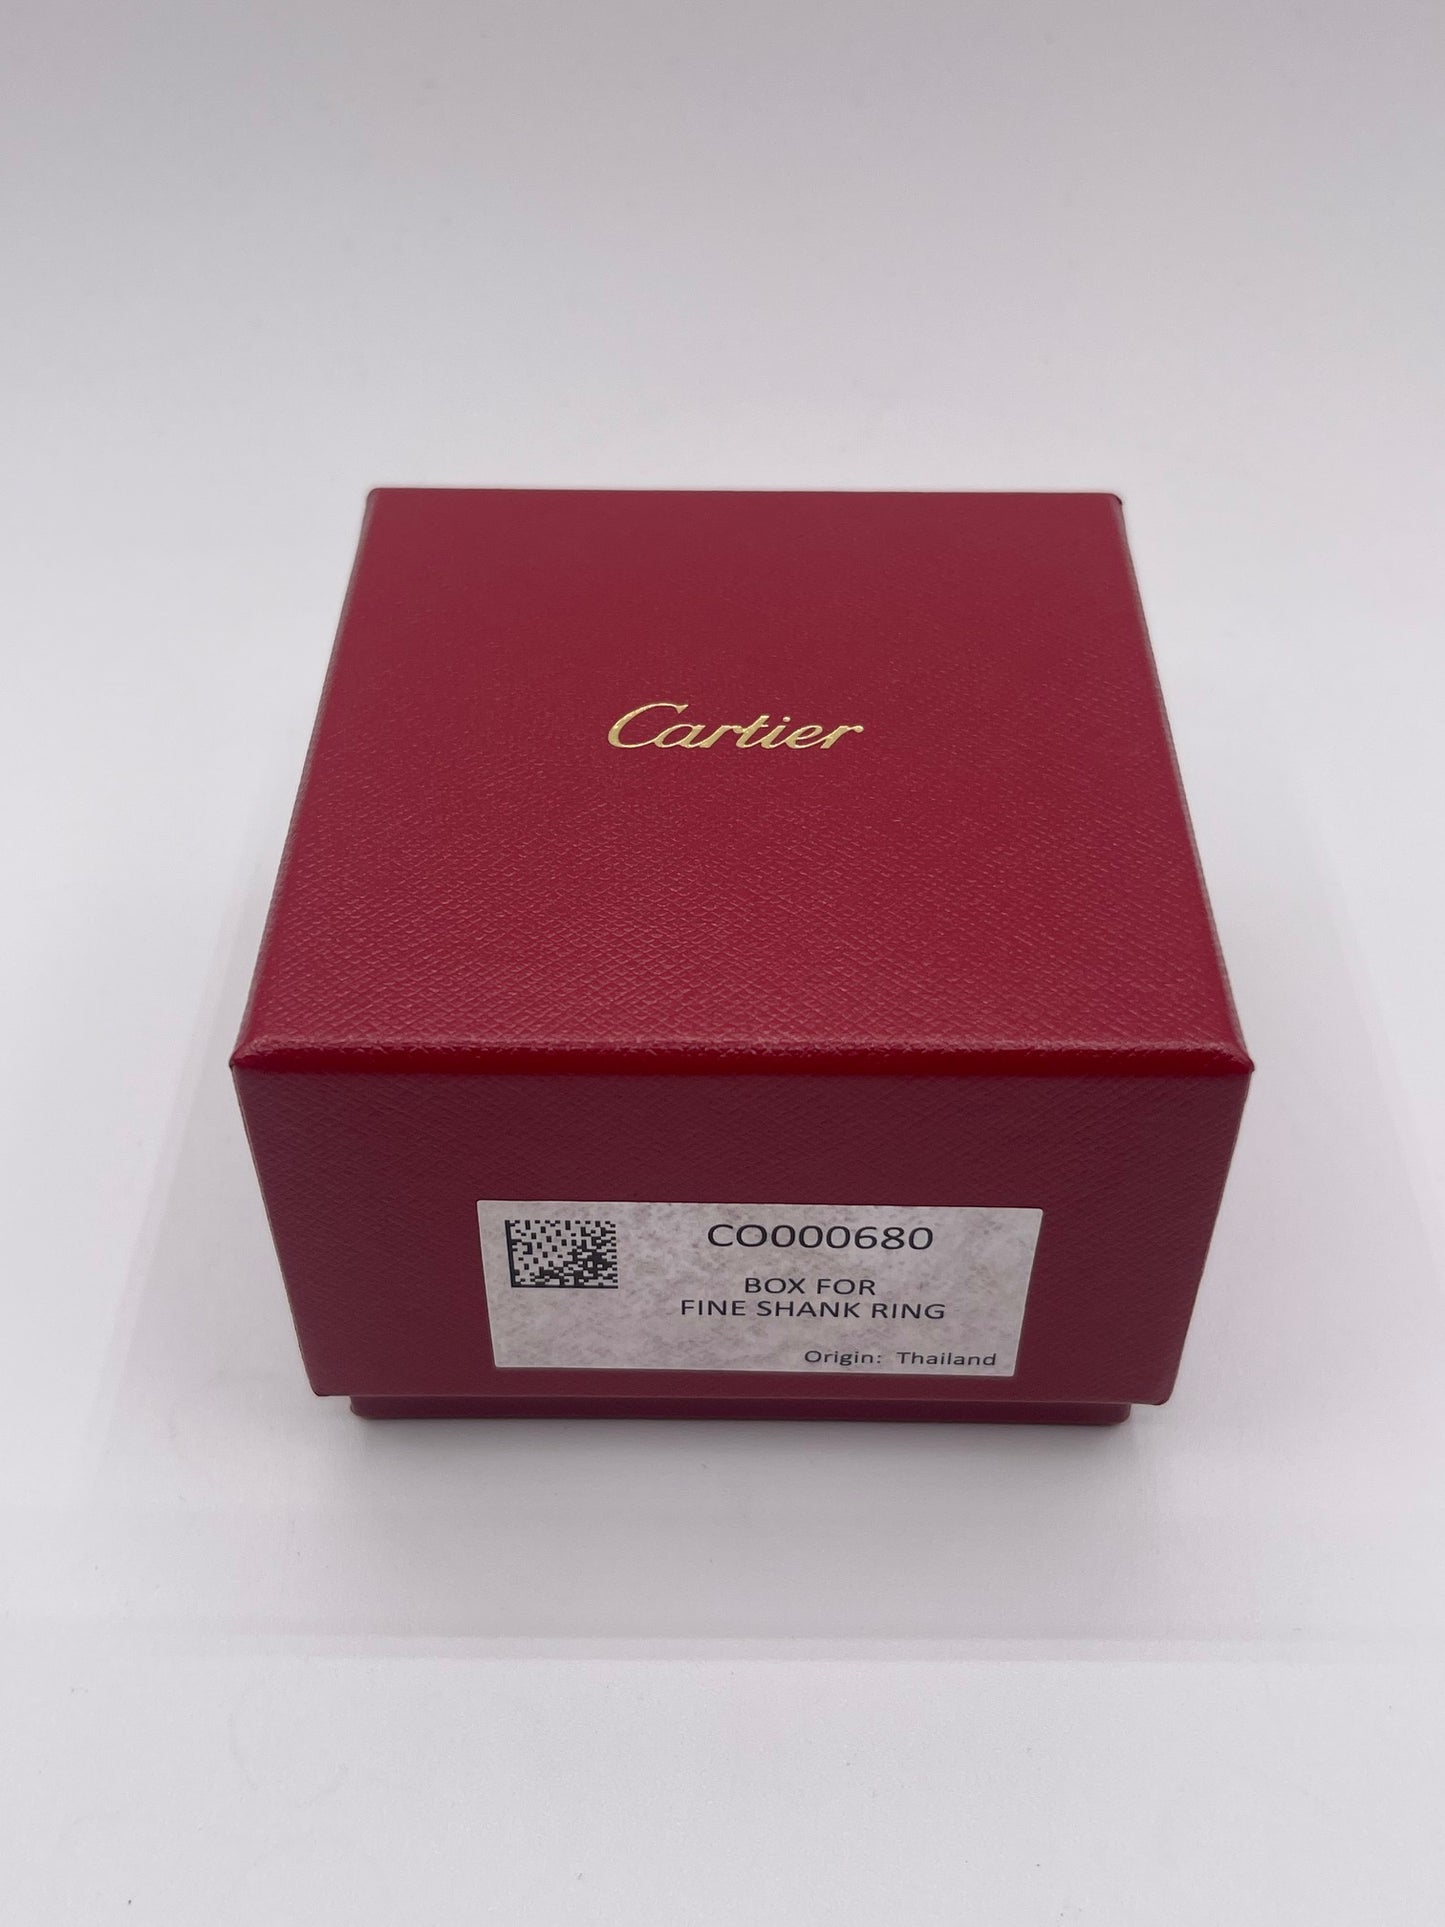 Cartier
CO000680
BOX FOR
FINE SHANK RING
Origin: Thailand